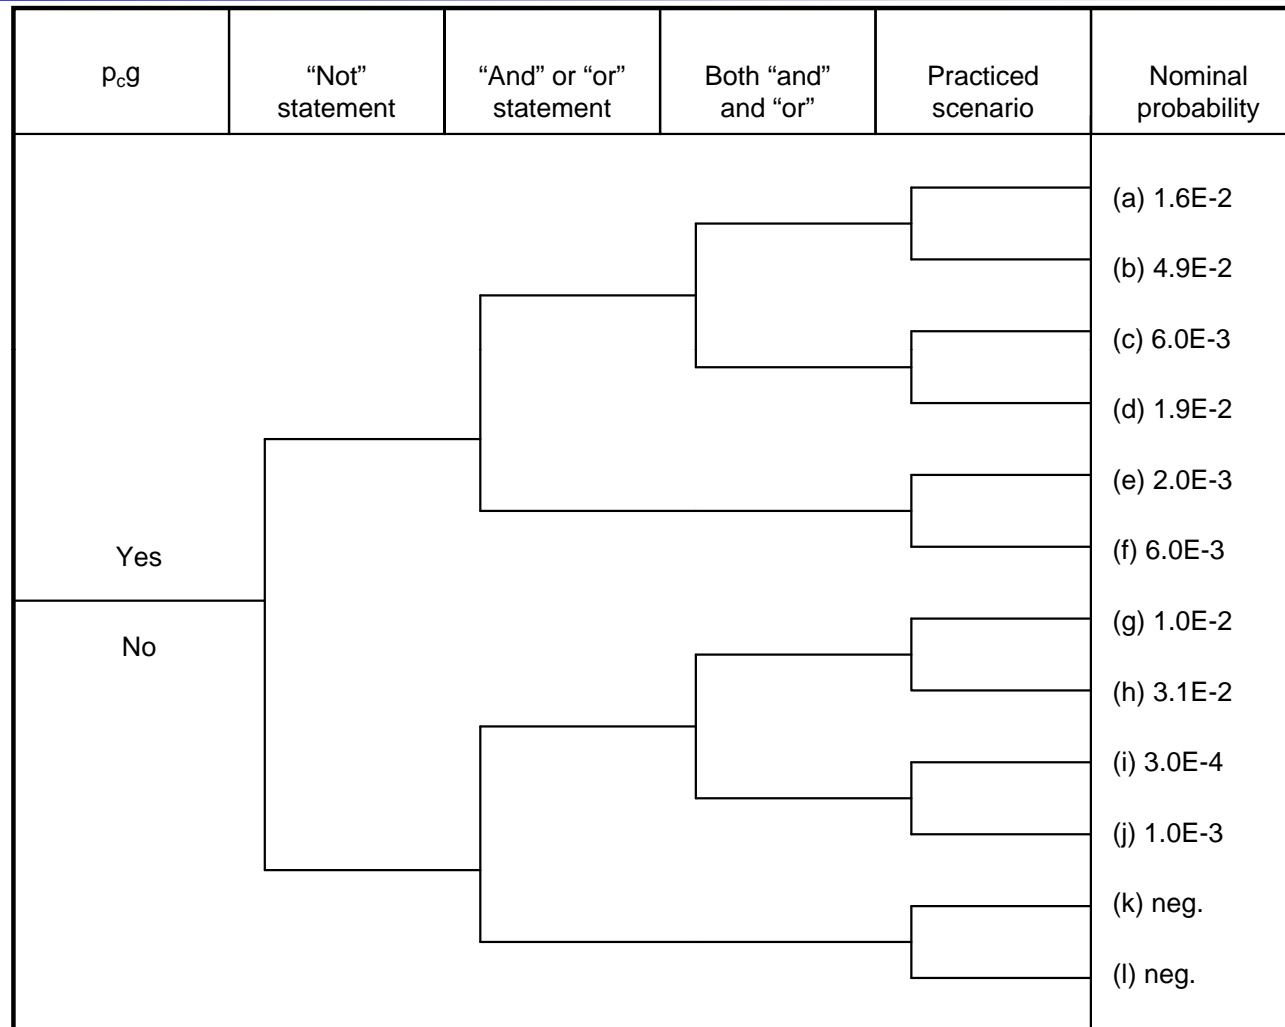 p_cg
“Not”
statement
“And” or “or”
statement
Both “and”
and “or”
Practiced
scenario
Nominal
probability
(a) 1.6E-2
(b) 4.9E-2
(c) 6.0E-3
(d) 1.9E-2
(e) 2.0E-3
Yes
(f) 6.0E-3
No
(g) 1.0E-2
(h) 3.1E-2
(i) 3.0E-4
(j) 1.0E-3
(k) neg.
(l) neg.